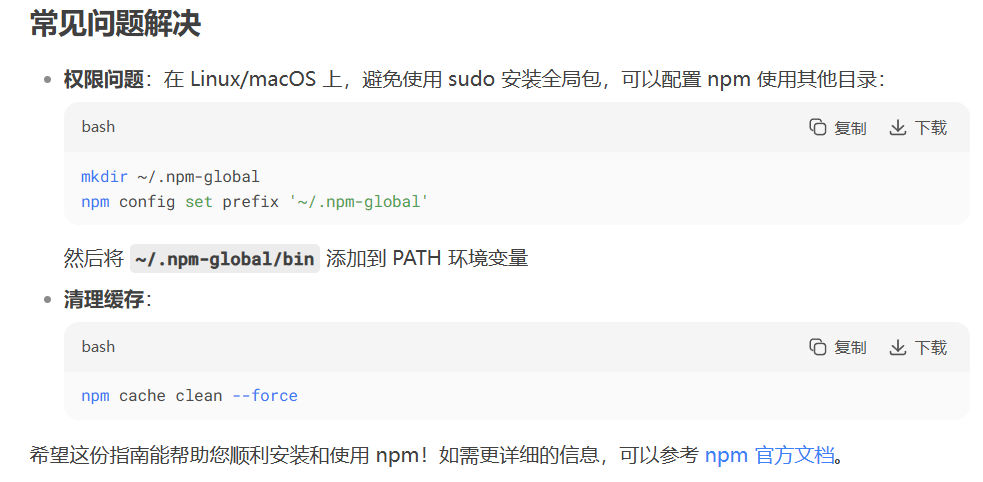 常见问题解决
权限问题：在 Linux/macOS 上，避免使用 sudo 安装全局包，可以配置 npm 使用其他目录：
bash 复制 下载
mkdir ~/.npm-global
npm config set prefix '~/.npm-global'
然后将 ~/.npm-global/bin 添加到 PATH 环境变量
清理缓存：
bash 复制 下载
npm cache clean --force
希望这份指南能帮助您顺利安装和使用 npm！如需更详细的信息，可以参考 npm 官方文档。